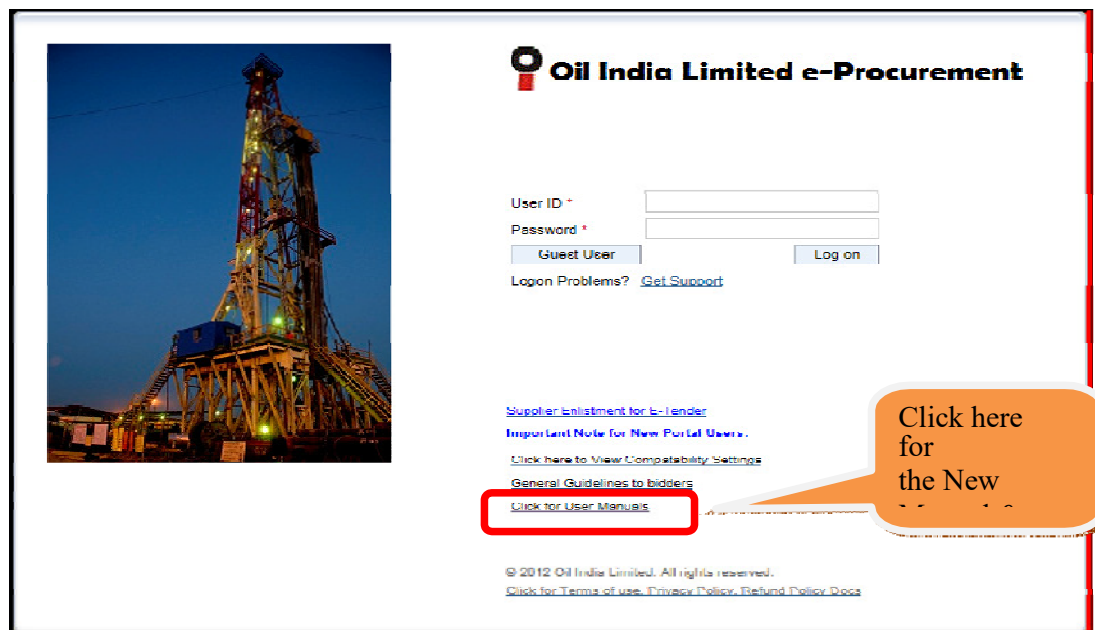 Oil India Limited e-Procurement
User ID *
Password *
Guest User
Log on
Logon Problems? Get Support
Supplier Enlistment for E-Tender
Important Note for New Portal Users.
Click here to View Compatability Settings
General Guidelines to bidders
Click for User Manuals
Click here
for
the New
© 2012 Oil India Limited. All rights reserved.
Click for Terms of use, Privacy Policy, Refund Policy Docs